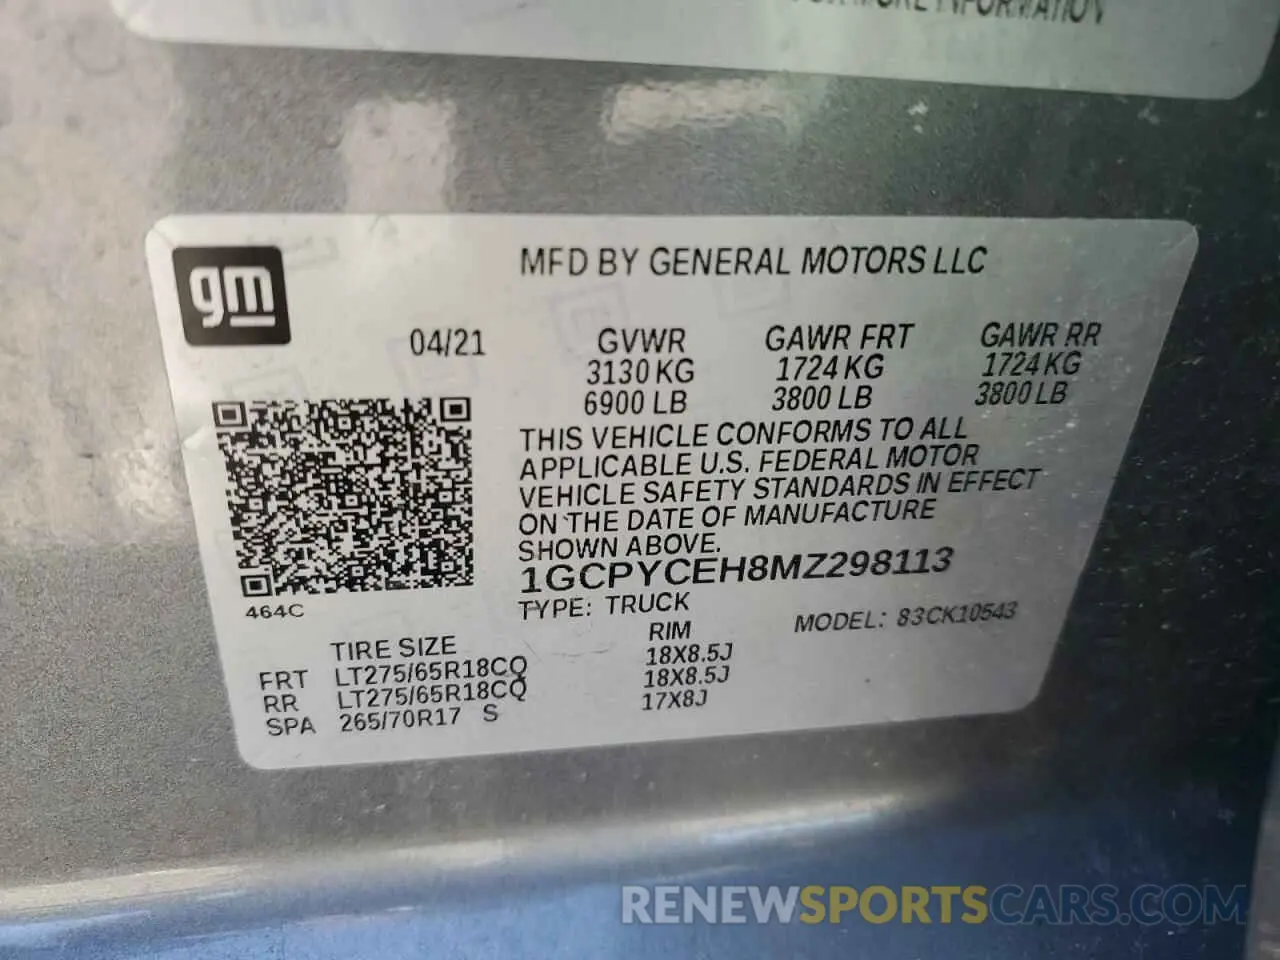 MORE INFORMATION
gm
MFD BY GENERAL MOTORS LLC
04/21
GVWR GAWR FRT GAWR RR
3130 KG 1724 KG 1724 KG
6900 LB 3800 LB 3800 LB
THIS VEHICLE CONFORMS TO ALL
APPLICABLE U.S. FEDERAL MOTOR
VEHICLE SAFETY STANDARDS IN EFFECT
ON THE DATE OF MANUFACTURE
SHOWN ABOVE.
1GCPYCEH8MZ298113
464C
TYPE: TRUCK MODEL: 83CK10543
TIRE SIZE RIM
FRT LT275/65R18CQ 18X8.5J
RR LT275/65R18CQ 18X8.5J
SPA 265/70R17 S 17X8J
RENEWSPORTSCARS.COM